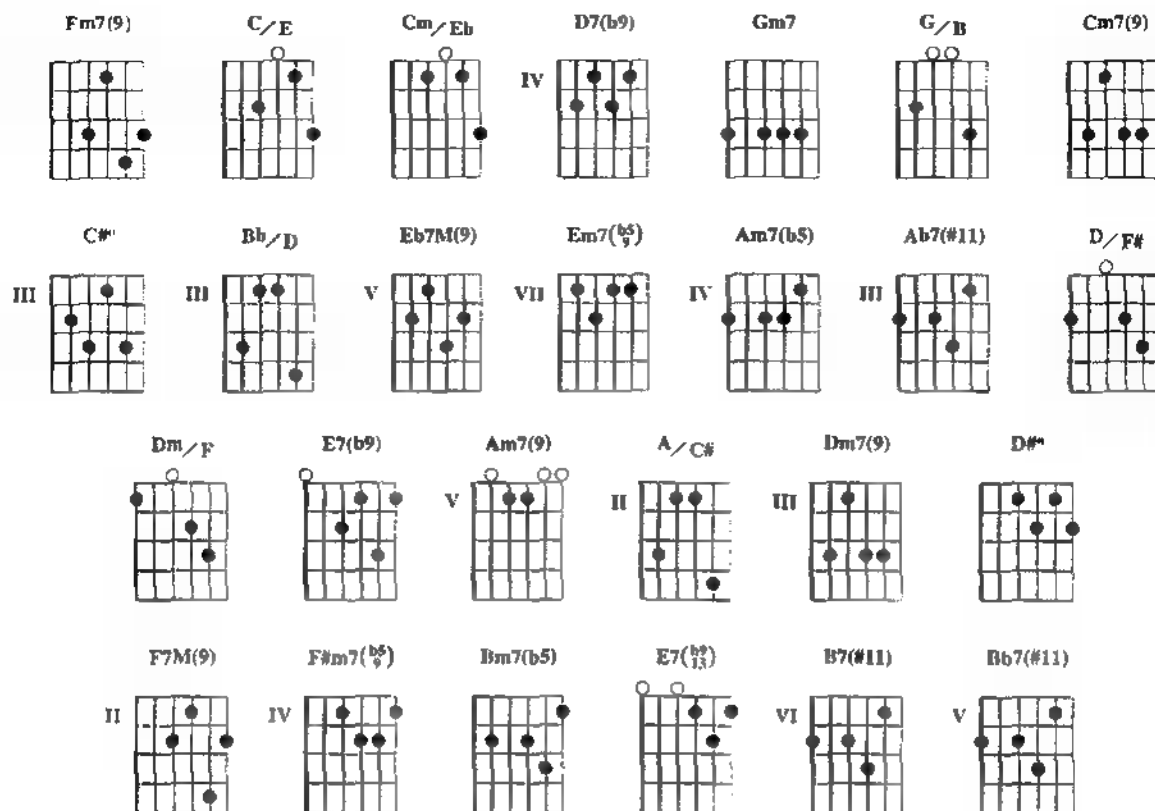 Fm7(9) C/E Cm/Eb D7(b9) Gm7 G/B Cm7(9)
IV
C#° Bb/D Eb7M(9) Em7(b5 9) Am7(b5) Ab7(#11) D/F#
III III V VII IV III
Dm/F E7(b9) Am7(9) A/C# Dm7(9) D#°
V II III
F7M(9) F#m7(b5 9) Bm7(b5) E7(b9 13) B7(#11) Bb7(#11)
II IV VI V